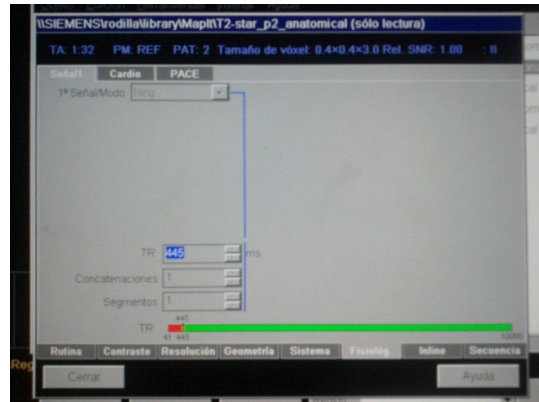 \\SIEMENS\rodilla\library\MapIt\T2-star_p2_anatomical (sólo lectura)
TA: 1:32 PM: REF PAT: 2 Tamaño de vóxel: 0.4×0.4×3.0 Rel. SNR: 1.00 : fl
Señal1 Cardio PACE
1ª Señal/Modo Ning
TR 445 ms
Concatenaciones 1
Segmentos 1
445
TR
41 445 10000
Rutina Contraste Resolución Geometría Sistema Fisiológ. Inline Secuencia
Reg
Cerrar Ayuda